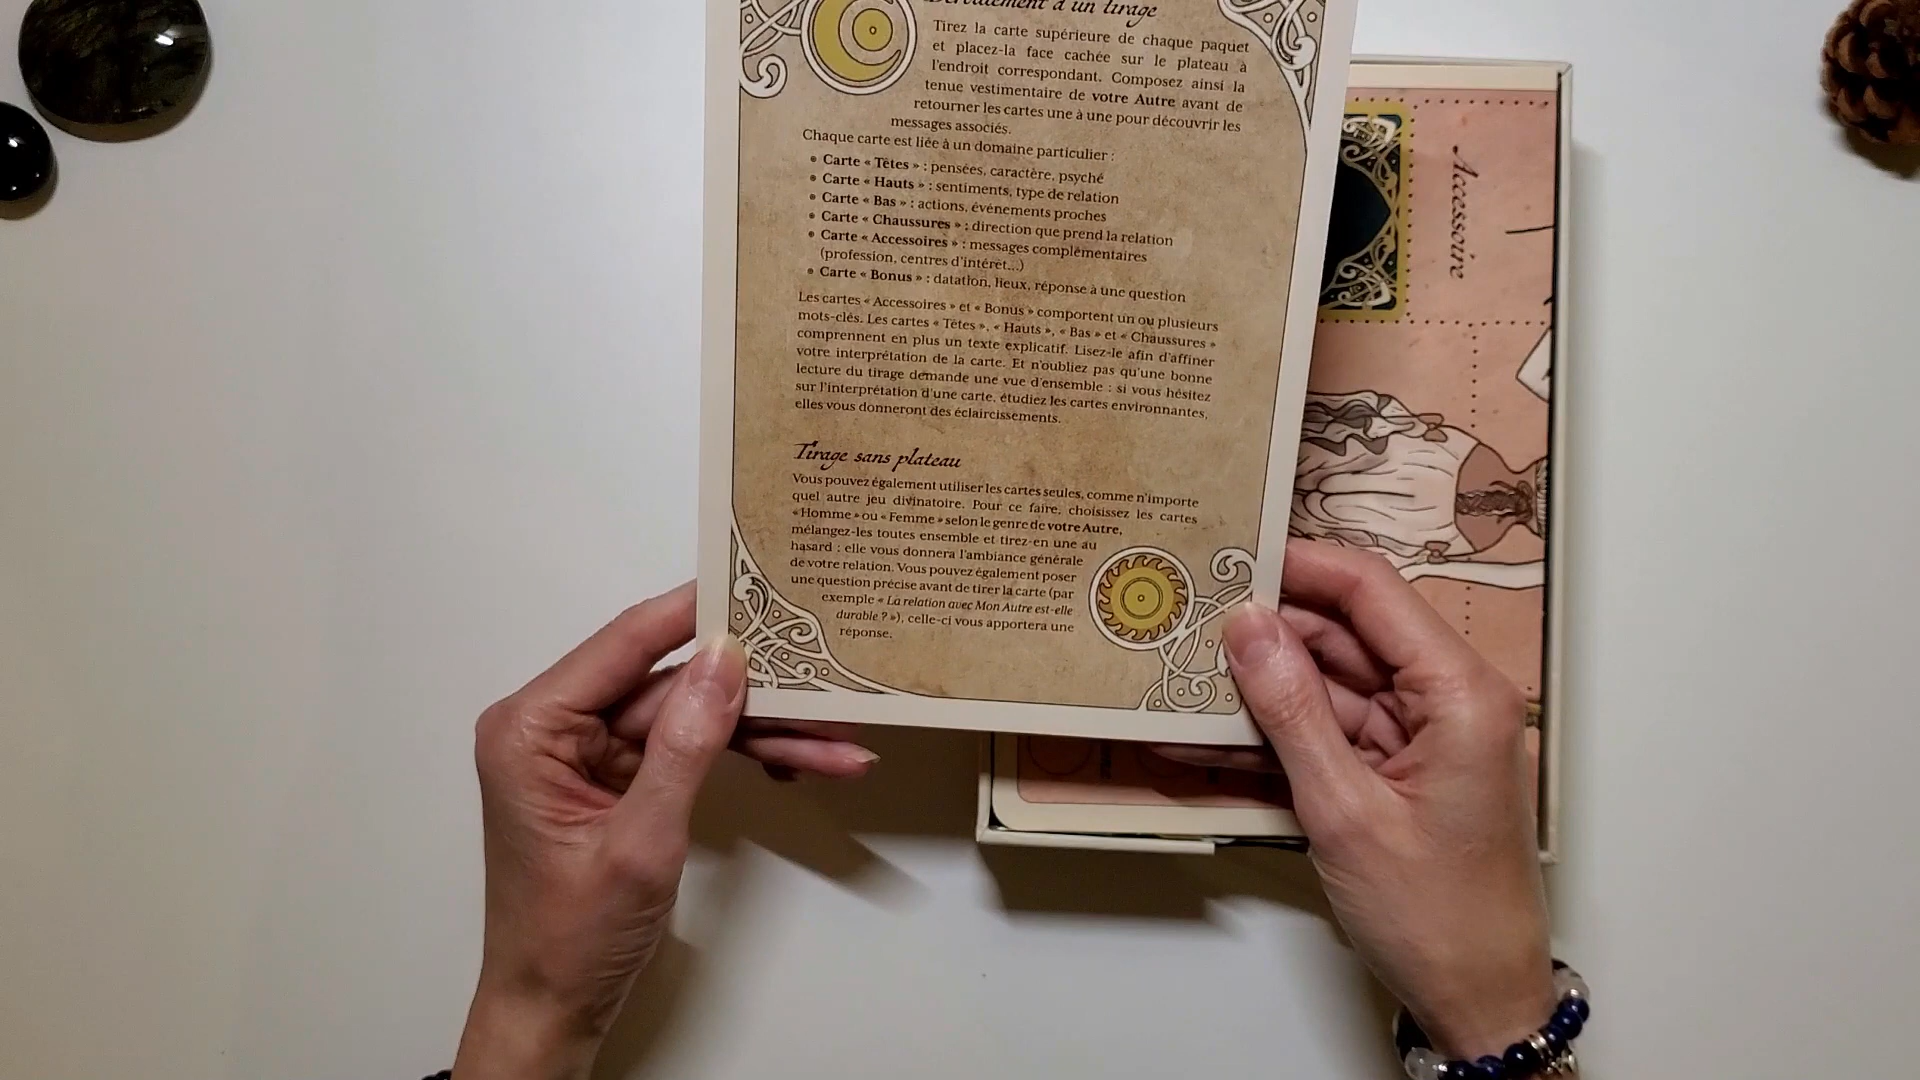 Déroulement d'un tirage
Tirez la carte supérieure de chaque paquet
et placez-la face cachée sur le plateau à
l'endroit correspondant. Composez ainsi la
tenue vestimentaire de votre Autre avant de
retourner les cartes une à une pour découvrir les
messages associés.
Chaque carte est liée à un domaine particulier :
• Carte « Têtes » : pensées, caractère, psyché
• Carte « Hauts » : sentiments, type de relation
• Carte « Bas » : actions, événements proches
• Carte « Chaussures » : direction que prend la relation
• Carte « Accessoires » : messages complémentaires
(profession, centres d'intérêt...)
• Carte « Bonus » : datation, lieux, réponse à une question
Les cartes « Accessoires » et « Bonus » comportent un ou plusieurs
mots-clés. Les cartes « Têtes », « Hauts », « Bas » et « Chaussures »
comprennent en plus un texte explicatif. Lisez-le afin d'affiner
votre interprétation de la carte. Et n'oubliez pas qu'une bonne
lecture du tirage demande une vue d'ensemble : si vous hésitez
sur l'interprétation d'une carte, étudiez les cartes environnantes,
elles vous donneront des éclaircissements.
Tirage sans plateau
Vous pouvez également utiliser les cartes seules, comme n'importe
quel autre jeu divinatoire. Pour ce faire, choisissez les cartes
« Homme » ou « Femme » selon le genre de votre Autre,
mélangez-les toutes ensemble et tirez-en une au
hasard : elle vous donnera l'ambiance générale
de votre relation. Vous pouvez également poser
une question précise avant de tirer la carte (par
exemple « La relation avec Mon Autre est-elle
durable ? »), celle-ci vous apportera une
réponse.
Accessoire